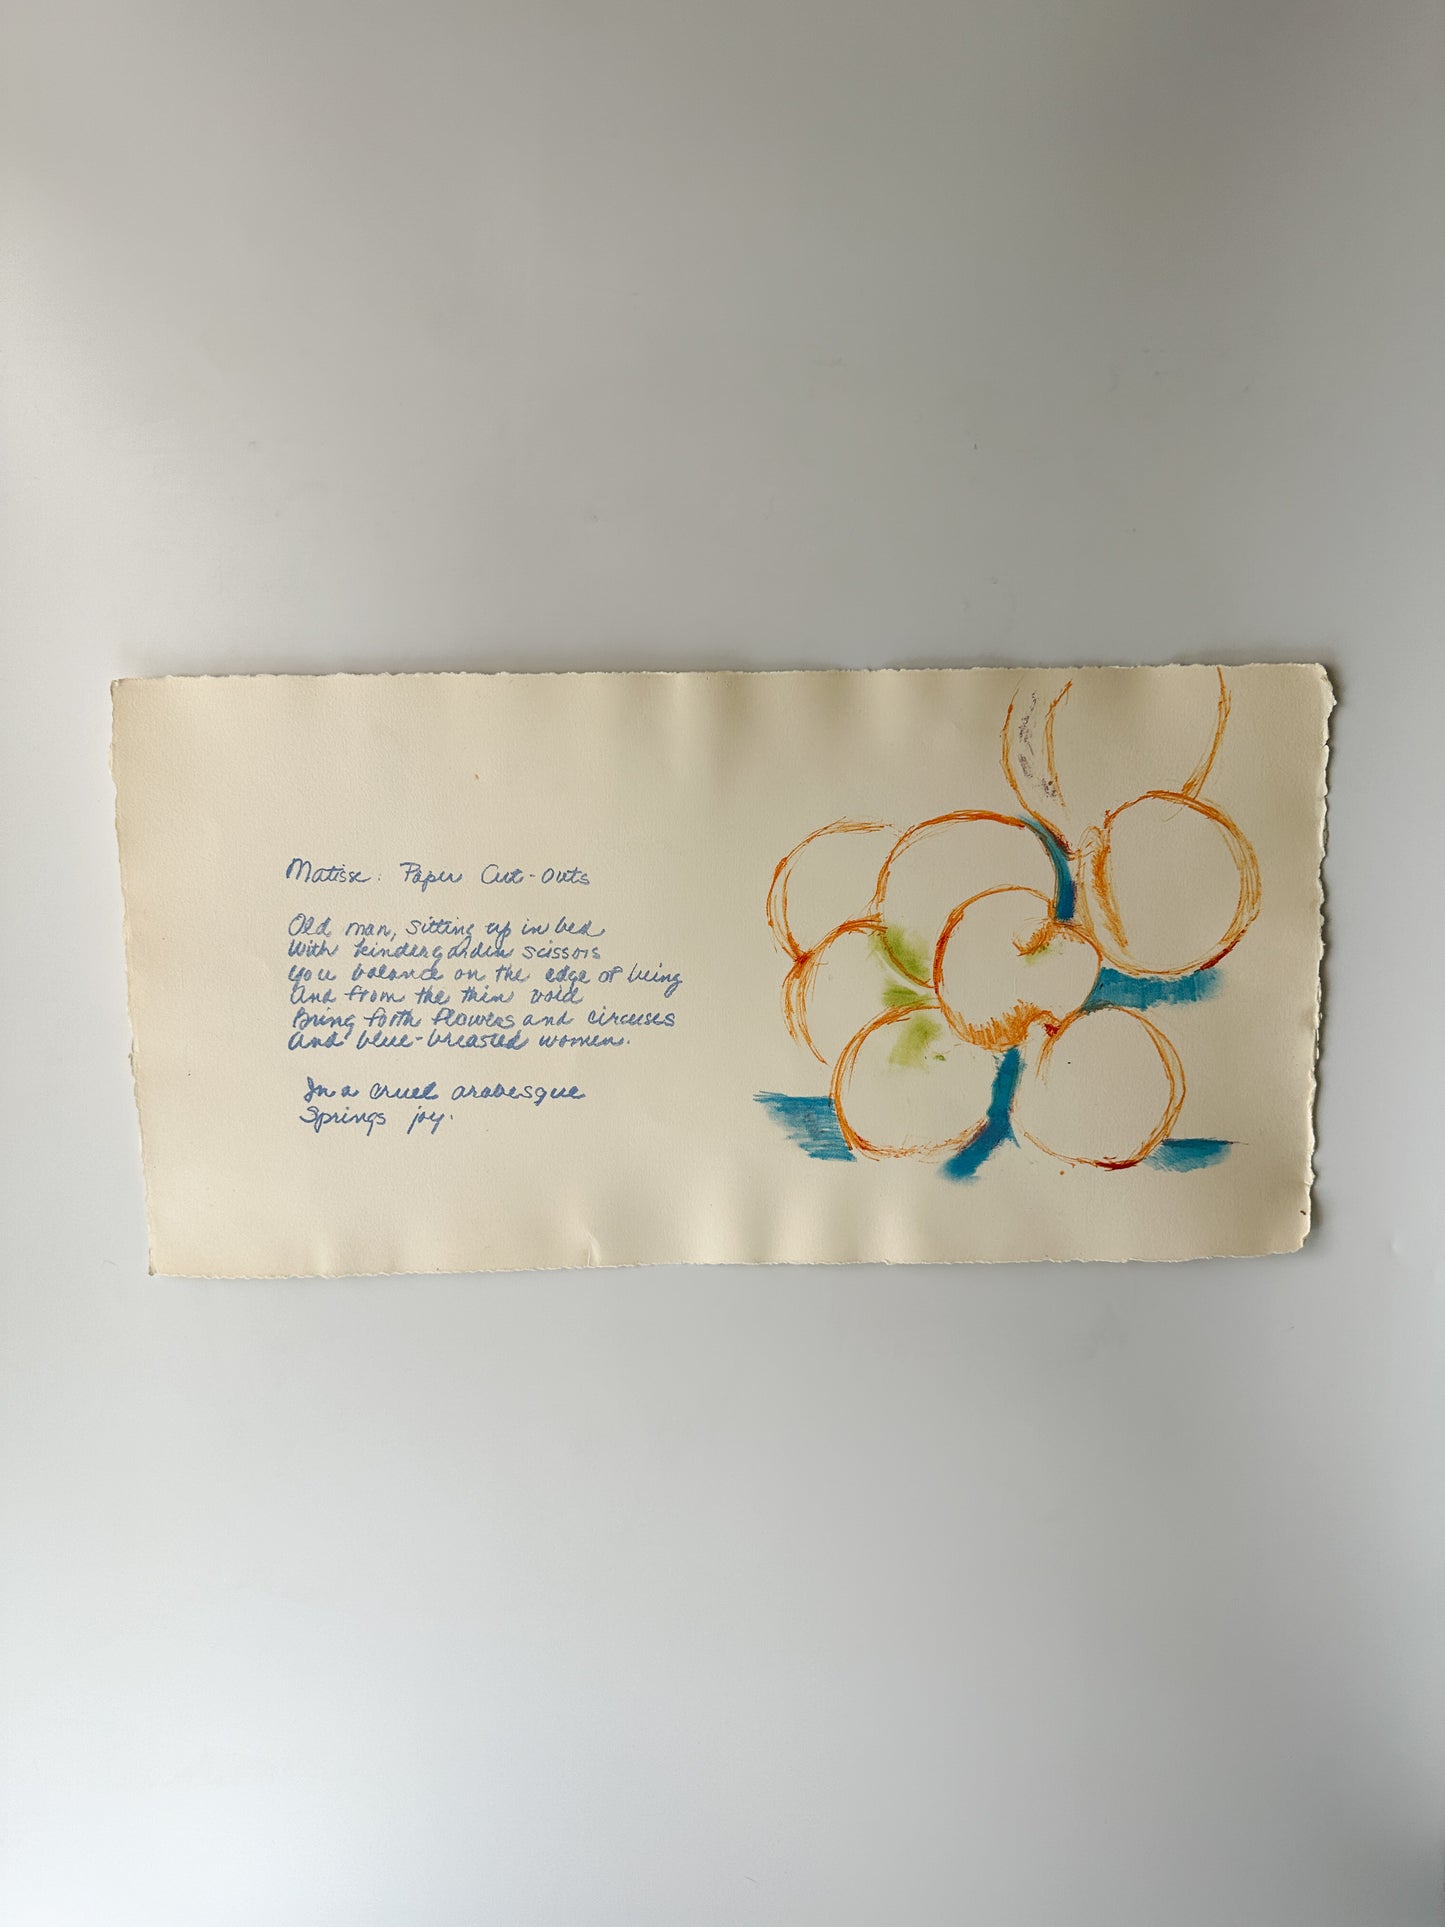 Matisse: Paper Cut-Outs
Old man, sitting up in bed
With kindergarden scissors
You balance on the edge of being
And from the thin void
Bring forth flowers and circuses
And blue-breasted women.
In a cruel arabesque
Springs joy.